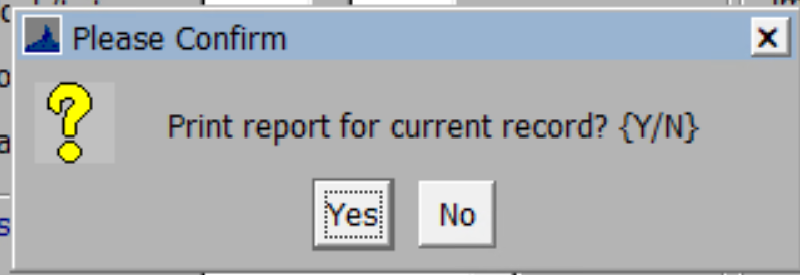 Please Confirm
Print report for current record? {Y/N}
Yes No